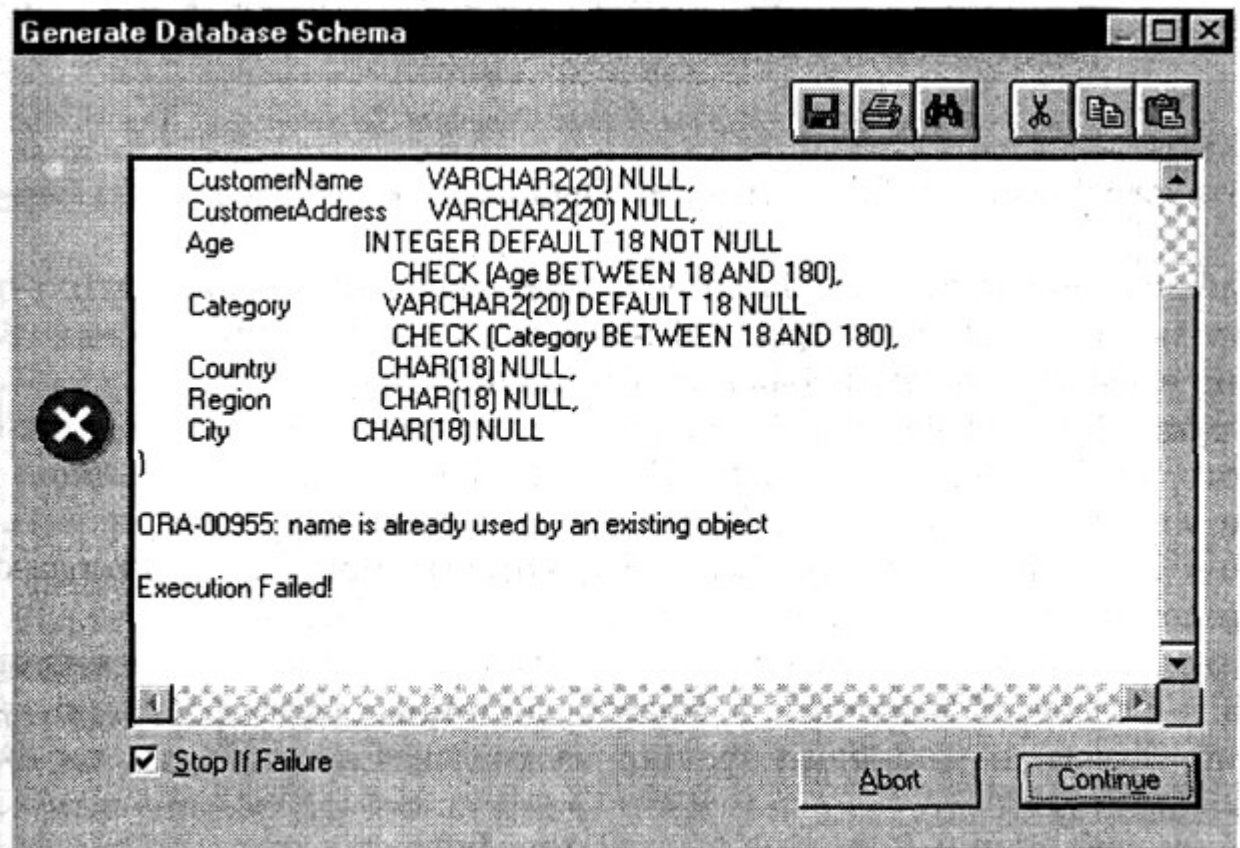 Generate Database Schema
CustomerName VARCHAR2(20) NULL,
CustomerAddress VARCHAR2(20) NULL,
Age INTEGER DEFAULT 18 NOT NULL
CHECK (Age BETWEEN 18 AND 180),
Category VARCHAR2(20) DEFAULT 18 NULL
CHECK (Category BETWEEN 18 AND 180),
Country CHAR(18) NULL,
Region CHAR(18) NULL,
City CHAR(18) NULL
)
ORA-00955: name is already used by an existing object
Execution Failed!
Stop If Failure
Abort
Continue